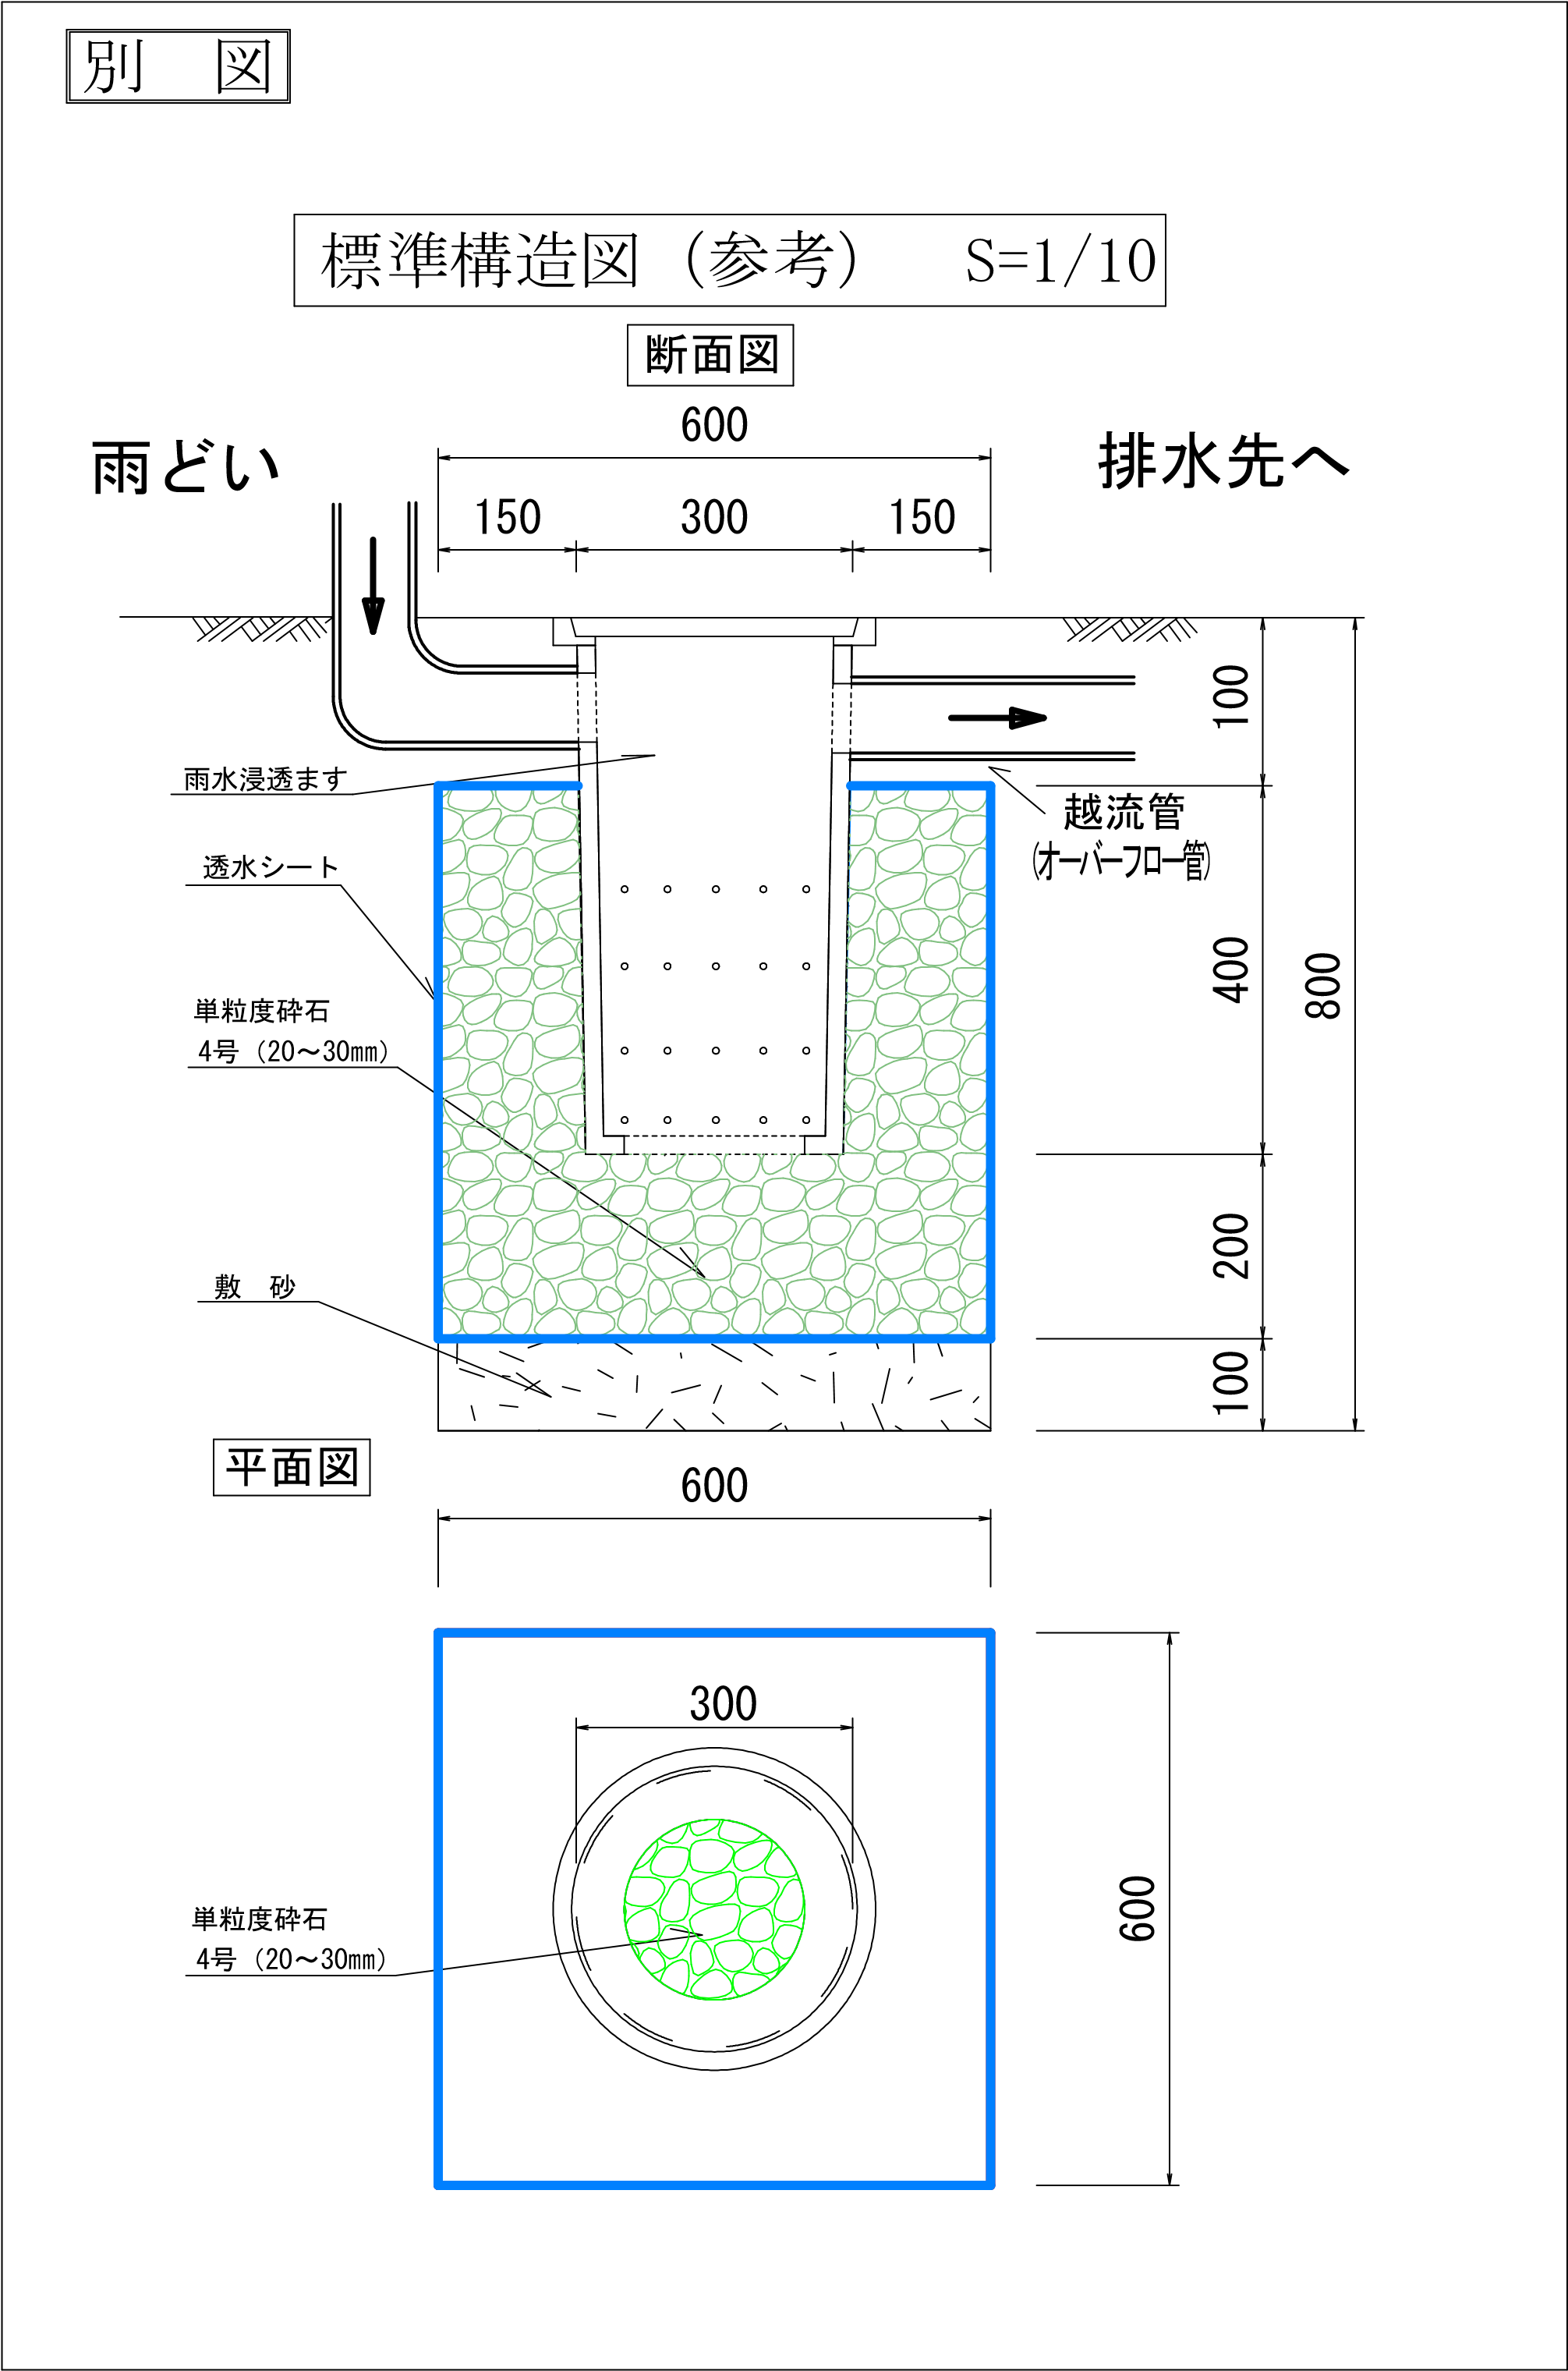 別　図
標準構造図（参考）　S=1/10
断面図
600
雨どい
排水先へ
150
300
150
100
雨水浸透ます
越流管
(オーバーフロー管)
透水シート
400
800
単粒度砕石
4号（20～30mm）
200
敷　砂
100
平面図
600
300
600
単粒度砕石
4号（20～30mm）